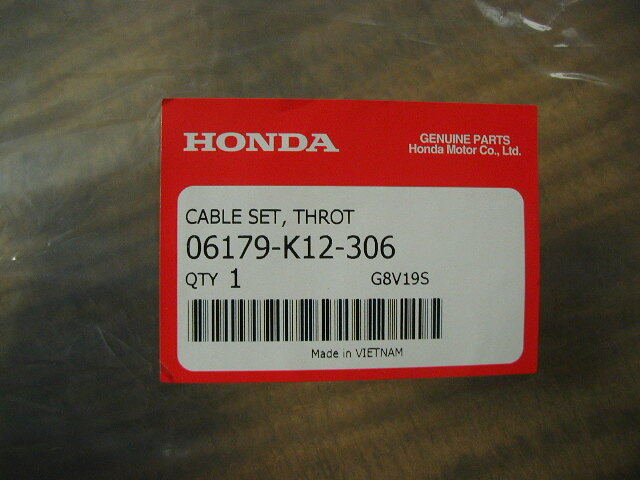 HONDA
GENUINE PARTS
Honda Motor Co., Ltd.
CABLE SET, THROT
06179-K12-306
QTY 1 G8V19S
Made in VIETNAM